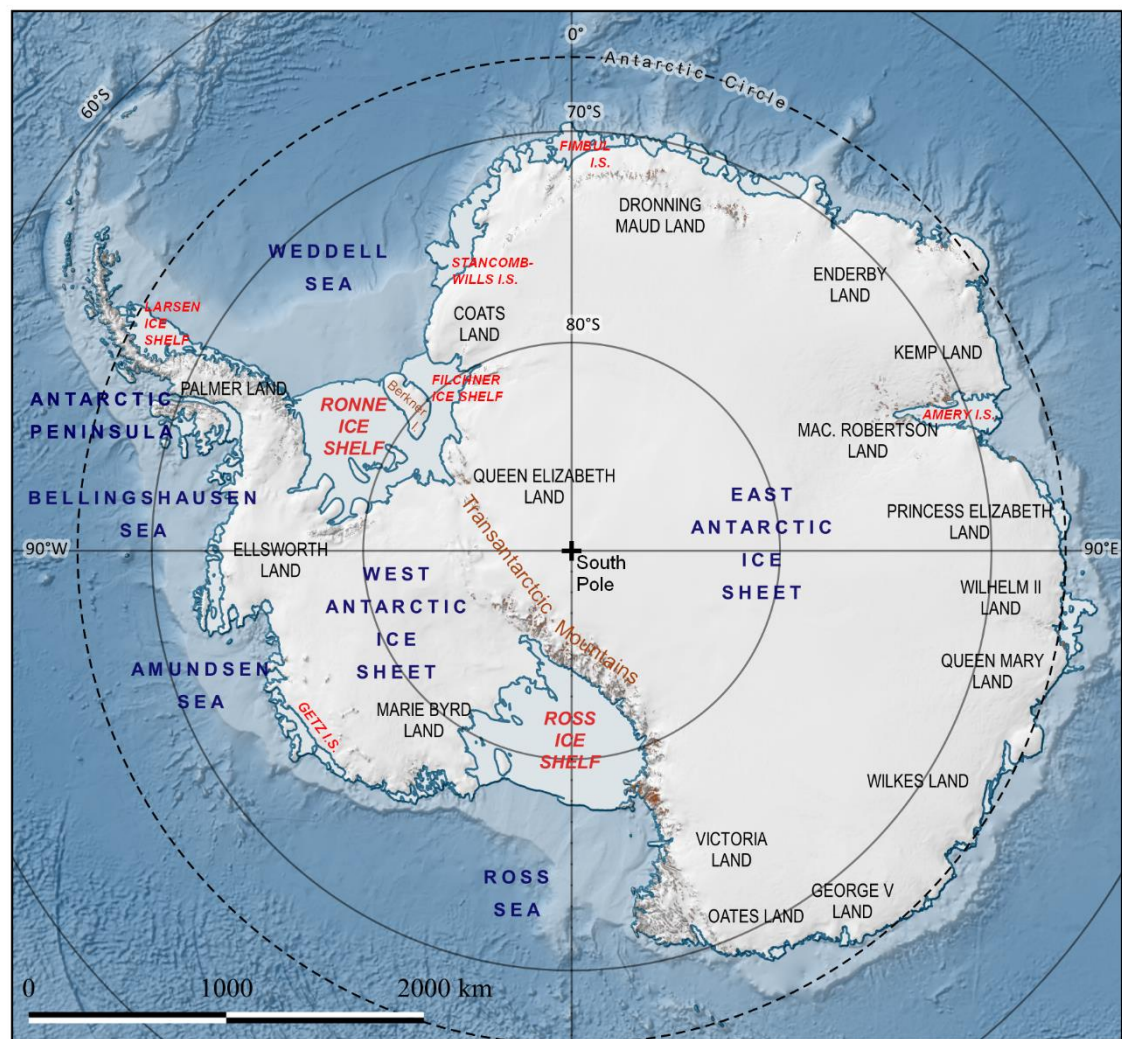 0°
Antarctic Circle
60°S
70°S
FIMBUL
I.S.
DRONNING
MAUD LAND
WEDDELL
SEA
STANCOMB-
WILLS I.S.
ENDERBY
LAND
LARSEN
ICE
SHELF
COATS
LAND
80°S
KEMP LAND
PALMER LAND
FILCHNER
ICE SHELF
Berkner
I.
RONNE
ICE
SHELF
ANTARCTIC
PENINSULA
AMERY I.S.
MAC. ROBERTSON
LAND
QUEEN ELIZABETH
LAND
BELLINGSHAUSEN
SEA
EAST
ANTARCTIC
ICE
SHEET
PRINCESS ELIZABETH
LAND
90°W
ELLSWORTH
LAND
Transantarctcic Mountains
South
Pole
90°E
WEST
ANTARCTIC
ICE
SHEET
WILHELM II
LAND
AMUNDSEN
SEA
QUEEN MARY
LAND
GETZ I.S.
MARIE BYRD
LAND
ROSS
ICE
SHELF
WILKES LAND
VICTORIA
LAND
ROSS
SEA
GEORGE V
LAND
OATES LAND
0 1000 2000 km